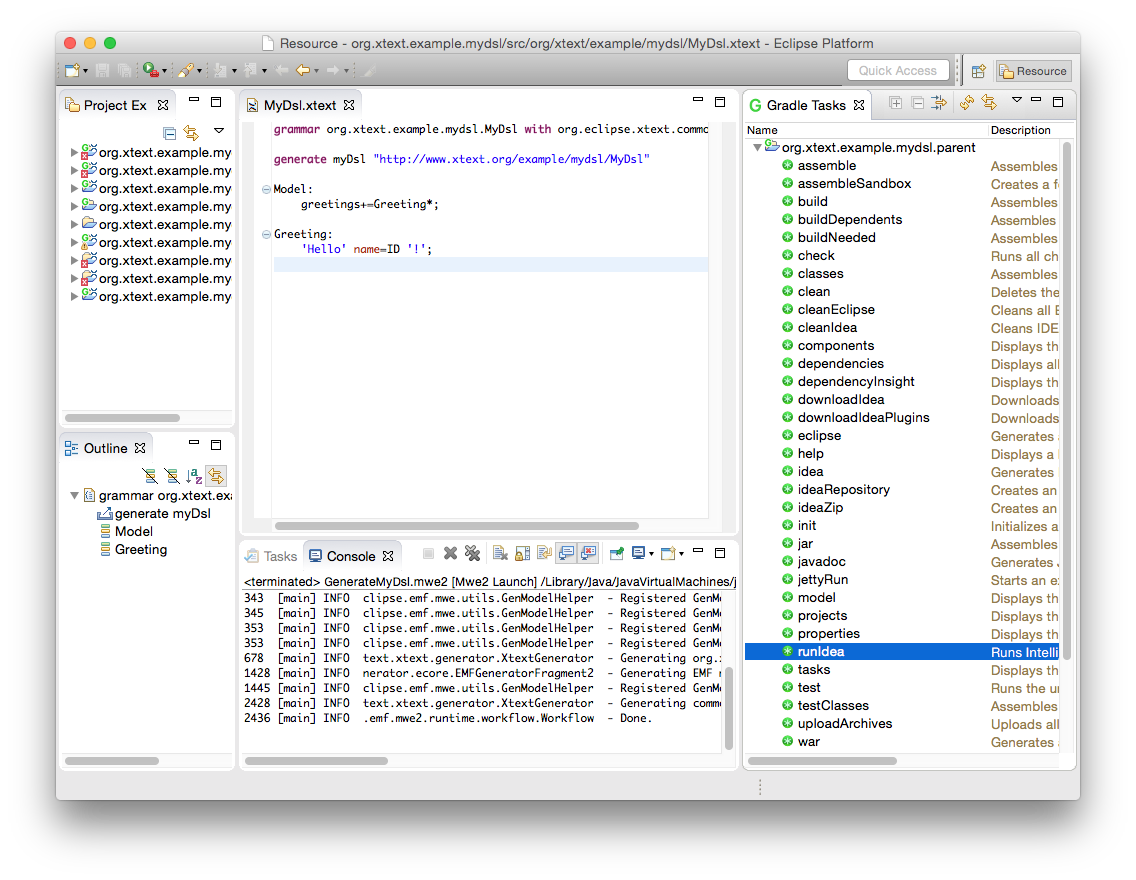 Resource - org.xtext.example.mydsl/src/org/xtext/example/mydsl/MyDsl.xtext - Eclipse Platform
Quick Access
Resource
Project Ex
org.xtext.example.my
org.xtext.example.my
org.xtext.example.my
org.xtext.example.my
org.xtext.example.my
org.xtext.example.my
org.xtext.example.my
org.xtext.example.my
org.xtext.example.my
Outline
grammar org.xtext.exa
generate myDsl
Model
Greeting
MyDsl.xtext
grammar org.xtext.example.mydsl.MyDsl with org.eclipse.xtext.commo
generate myDsl "http://www.xtext.org/example/mydsl/MyDsl"
Model:
greetings+=Greeting*;
Greeting:
'Hello' name=ID '!';
Tasks
Console
<terminated> GenerateMyDsl.mwe2 [Mwe2 Launch] /Library/Java/JavaVirtualMachines/j
343 [main] INFO clipse.emf.mwe.utils.GenModelHelper - Registered GenM
345 [main] INFO clipse.emf.mwe.utils.GenModelHelper - Registered GenM
353 [main] INFO clipse.emf.mwe.utils.GenModelHelper - Registered GenM
353 [main] INFO clipse.emf.mwe.utils.GenModelHelper - Registered GenM
678 [main] INFO text.xtext.generator.XtextGenerator - Generating org.x
1428 [main] INFO nerator.ecore.EMFGeneratorFragment2 - Generating EMF m
1445 [main] INFO clipse.emf.mwe.utils.GenModelHelper - Registered GenM
2428 [main] INFO text.xtext.generator.XtextGenerator - Generating commo
2436 [main] INFO .emf.mwe2.runtime.workflow.Workflow - Done.
Gradle Tasks
Name Description
org.xtext.example.mydsl.parent
assemble Assembles
assembleSandbox Creates a f
build Assembles
buildDependents Assembles
buildNeeded Assembles
check Runs all ch
classes Assembles
clean Deletes the
cleanEclipse Cleans all E
cleanIdea Cleans IDE
components Displays th
dependencies Displays all
dependencyInsight Displays th
downloadIdea Downloads
downloadIdeaPlugins Downloads
eclipse Generates
help Displays a
idea Generates
ideaRepository Creates an
ideaZip Creates an
init Initializes a
jar Assembles
javadoc Generates
jettyRun Starts an e
model Displays th
projects Displays th
properties Displays th
runIdea Runs Intelli
tasks Displays th
test Runs the u
testClasses Assembles
uploadArchives Uploads all
war Generates